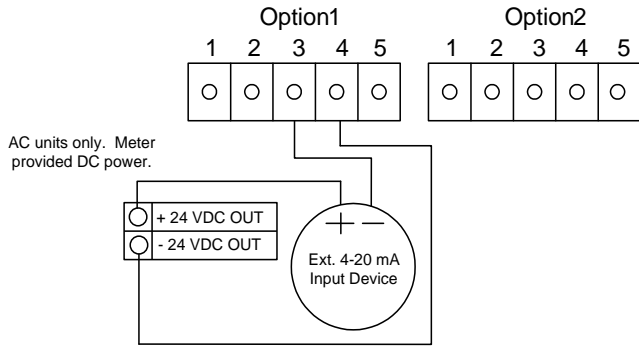 Option1 Option2
1 2 3 4 5 1 2 3 4 5
AC units only. Meter
provided DC power.
+ 24 VDC OUT
- 24 VDC OUT
+ −
Ext. 4-20 mA
Input Device